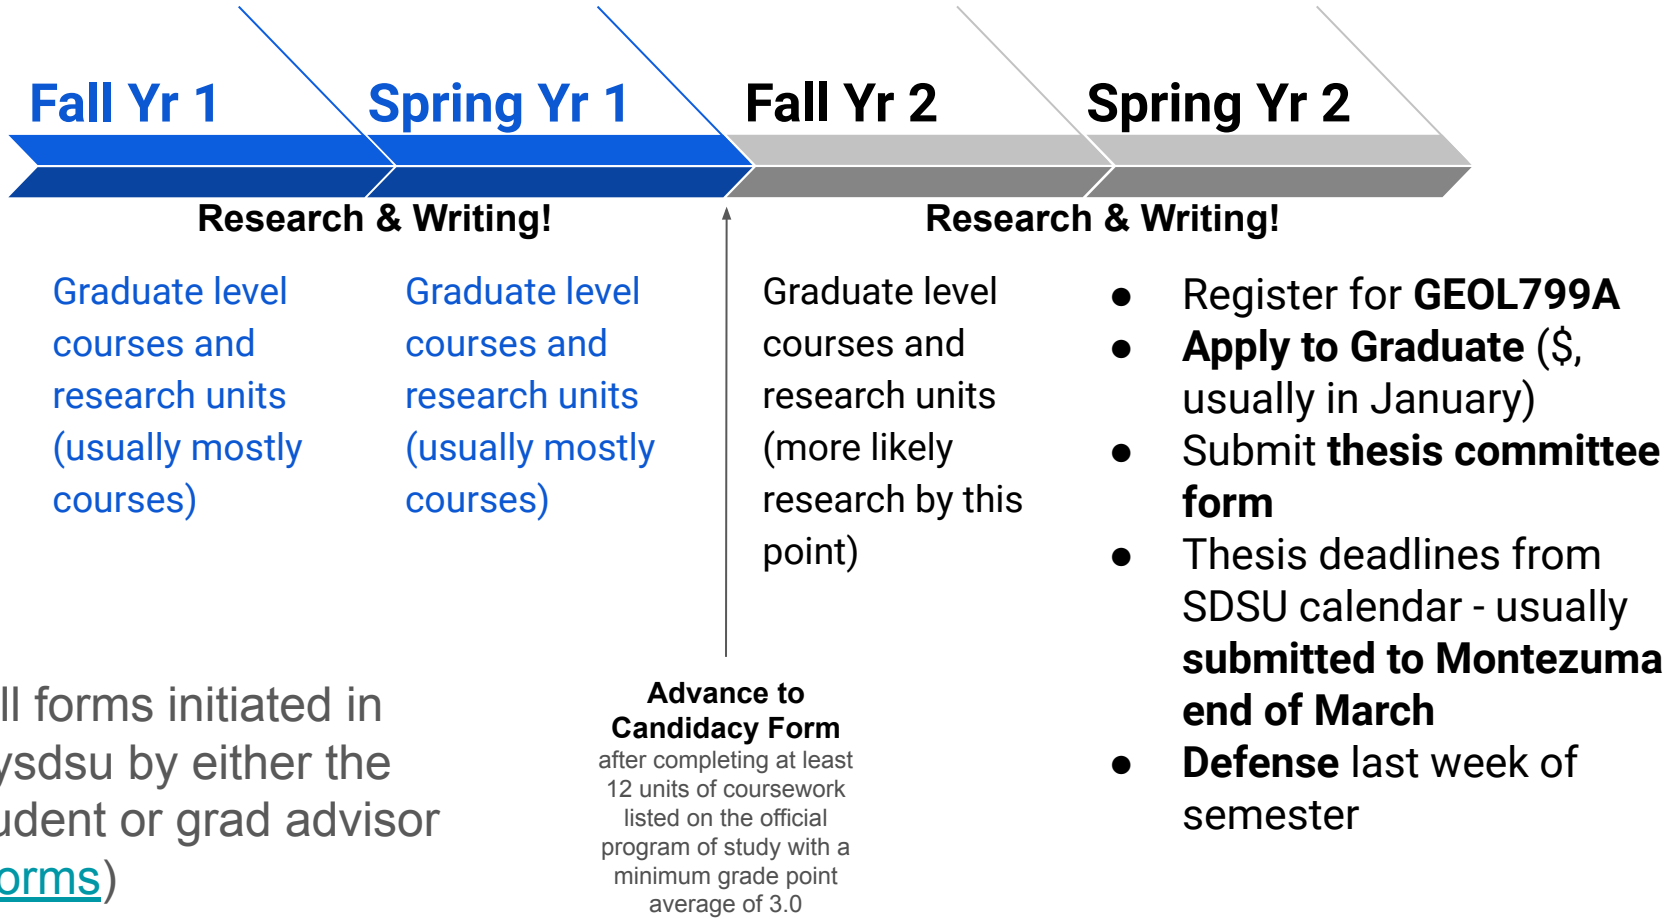 Fall Yr 1
Spring Yr 1
Fall Yr 2
Spring Yr 2
Research & Writing!
Research & Writing!
Graduate level
courses and
research units
(usually mostly
courses)
Graduate level
courses and
research units
(usually mostly
courses)
Graduate level
courses and
research units
(more likely
research by this
point)
● Register for GEOL799A
● Apply to Graduate ($,
usually in January)
● Submit thesis committee
form
● Thesis deadlines from
SDSU calendar - usually
submitted to Montezuma
end of March
● Defense last week of
semester
Advance to
Candidacy Form
after completing at least
12 units of coursework
listed on the official
program of study with a
minimum grade point
average of 3.0
ll forms initiated in
ysdsu by either the
udent or grad advisor
orms)